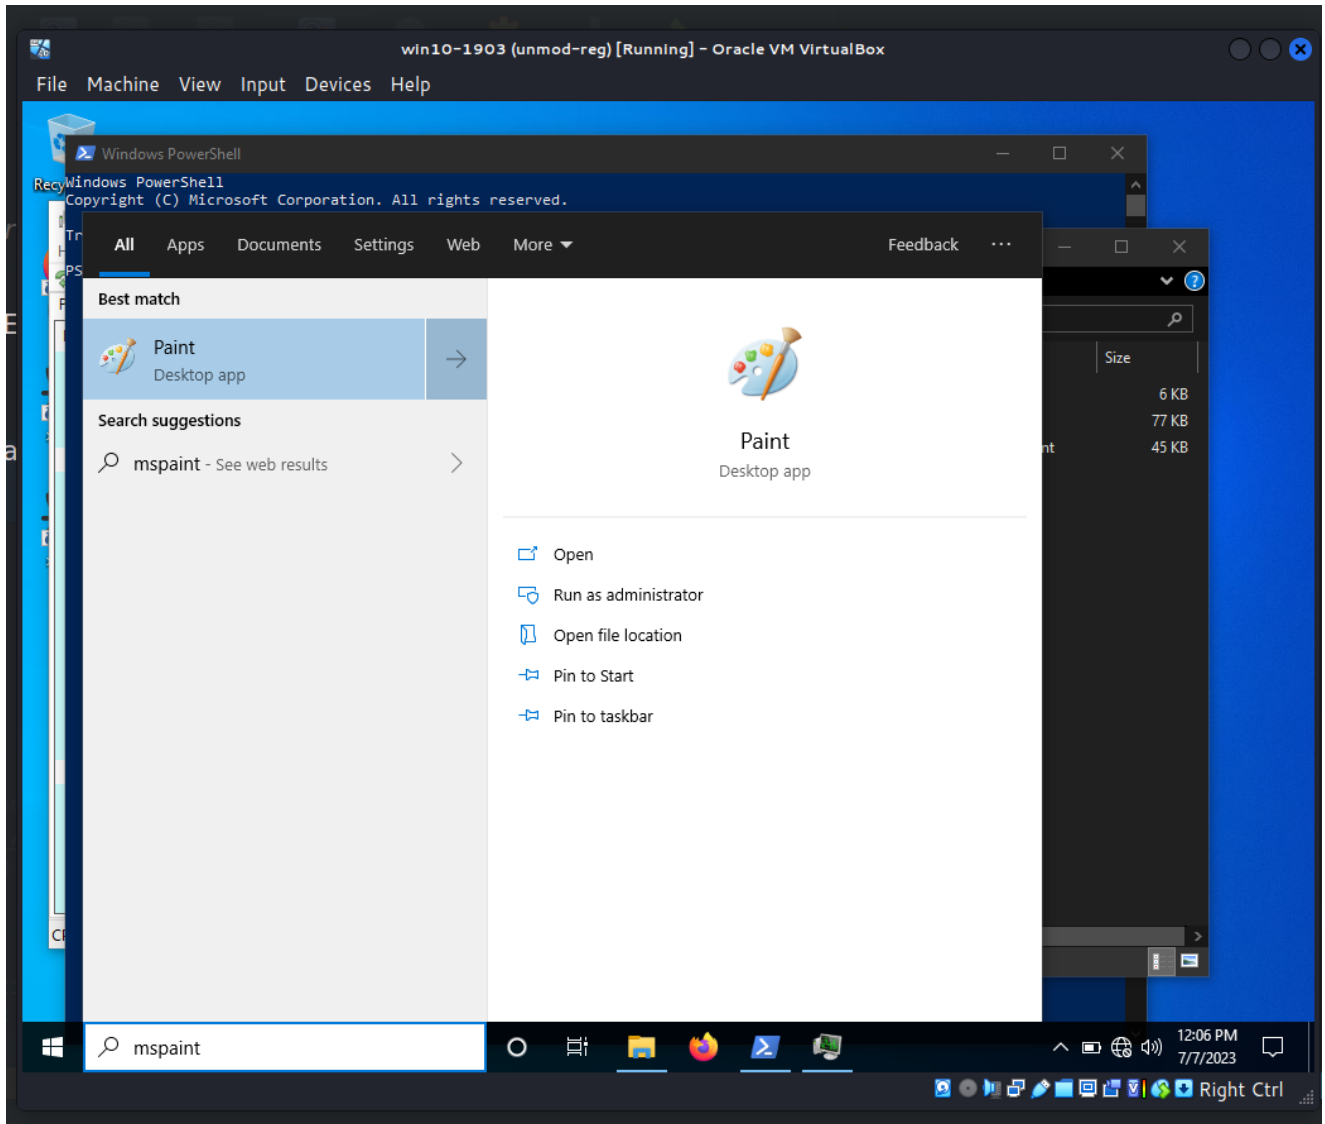 win10-1903 (unmod-reg) [Running] - Oracle VM VirtualBox
File Machine View Input Devices Help
Windows PowerShell
Windows PowerShell
Copyright (C) Microsoft Corporation. All rights reserved.
All Apps Documents Settings Web More Feedback ...
Best match
Paint
Desktop app
Search suggestions
mspaint - See web results
Paint
Desktop app
Open
Run as administrator
Open file location
Pin to Start
Pin to taskbar
Size
6 KB
77 KB
45 KB
mspaint
12:06 PM
7/7/2023
Right Ctrl